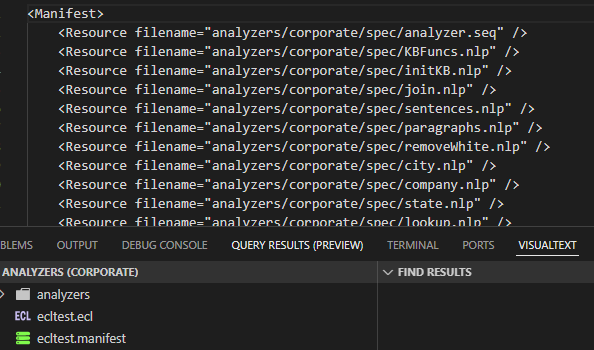 <Manifest>
<Resource filename="analyzers/corporate/spec/analyzer.seq" />
<Resource filename="analyzers/corporate/spec/KBFuncs.nlp" />
<Resource filename="analyzers/corporate/spec/initKB.nlp" />
<Resource filename="analyzers/corporate/spec/join.nlp" />
<Resource filename="analyzers/corporate/spec/sentences.nlp" />
<Resource filename="analyzers/corporate/spec/paragraphs.nlp" />
<Resource filename="analyzers/corporate/spec/removeWhite.nlp" />
<Resource filename="analyzers/corporate/spec/city.nlp" />
<Resource filename="analyzers/corporate/spec/company.nlp" />
<Resource filename="analyzers/corporate/spec/state.nlp" />
<Resource filename="analyzers/corporate/spec/lookup.nlp" />
BLEMS OUTPUT DEBUG CONSOLE QUERY RESULTS (PREVIEW) TERMINAL PORTS VISUALTEXT
ANALYZERS (CORPORATE)
FIND RESULTS
analyzers
ECL ecltest.ecl
ecltest.manifest